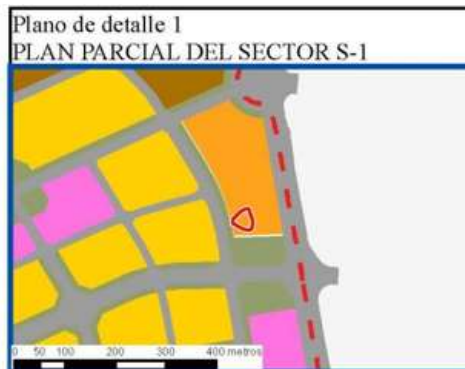 Plano de detalle 1
PLAN PARCIAL DEL SECTOR S-1
0 50 100 200 300 400 metros